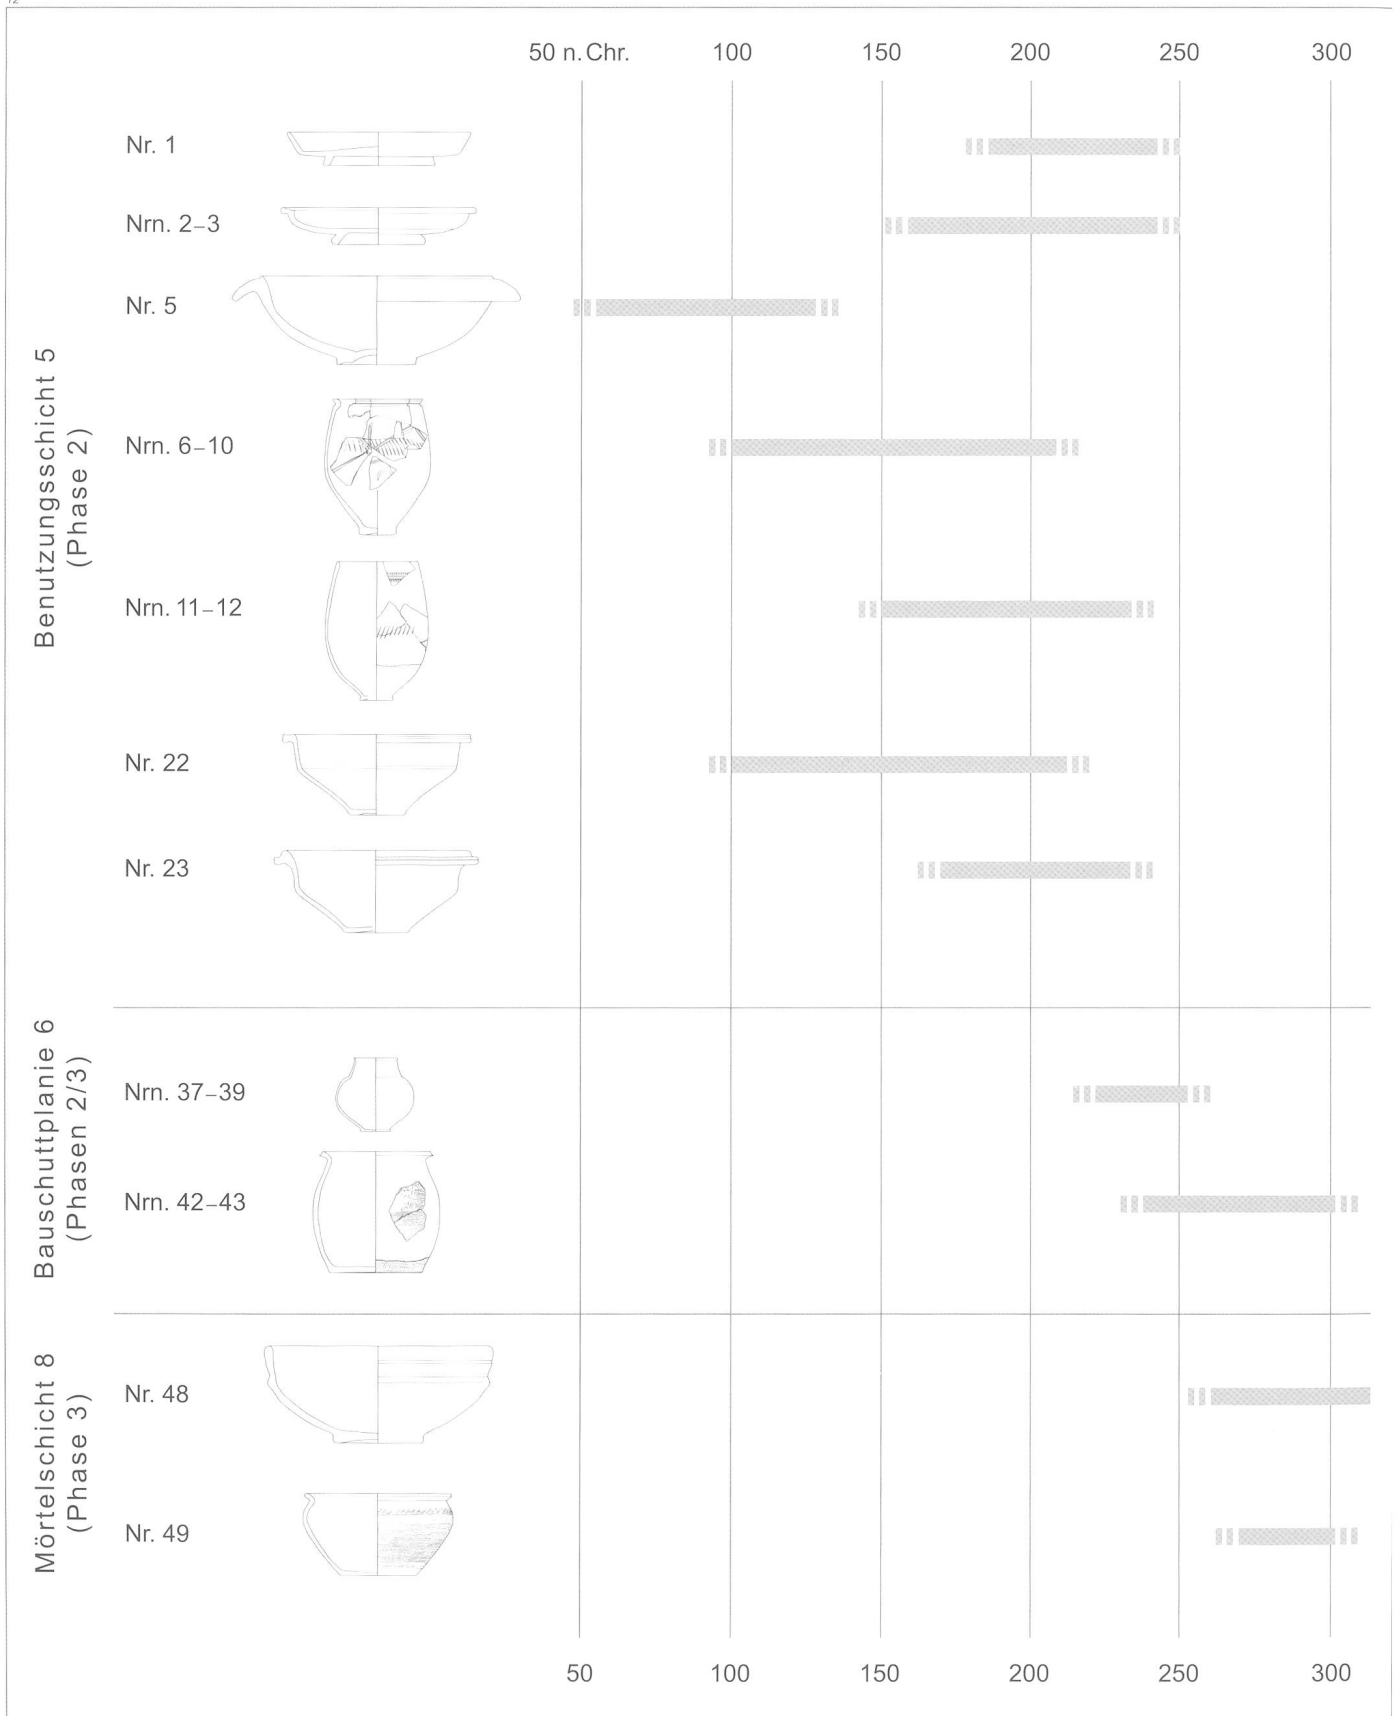 72
50 n. Chr. 100 150 200 250 300
Benutzungsschicht 5
(Phase 2)
Nr. 1
Nrn. 2–3
Nr. 5
Nrn. 6–10
Nrn. 11–12
Nr. 22
Nr. 23
Bauschuttplanie 6
(Phasen 2/3)
Nrn. 37–39
Nrn. 42–43
Mörtelschicht 8
(Phase 3)
Nr. 48
Nr. 49
50 100 150 200 250 300